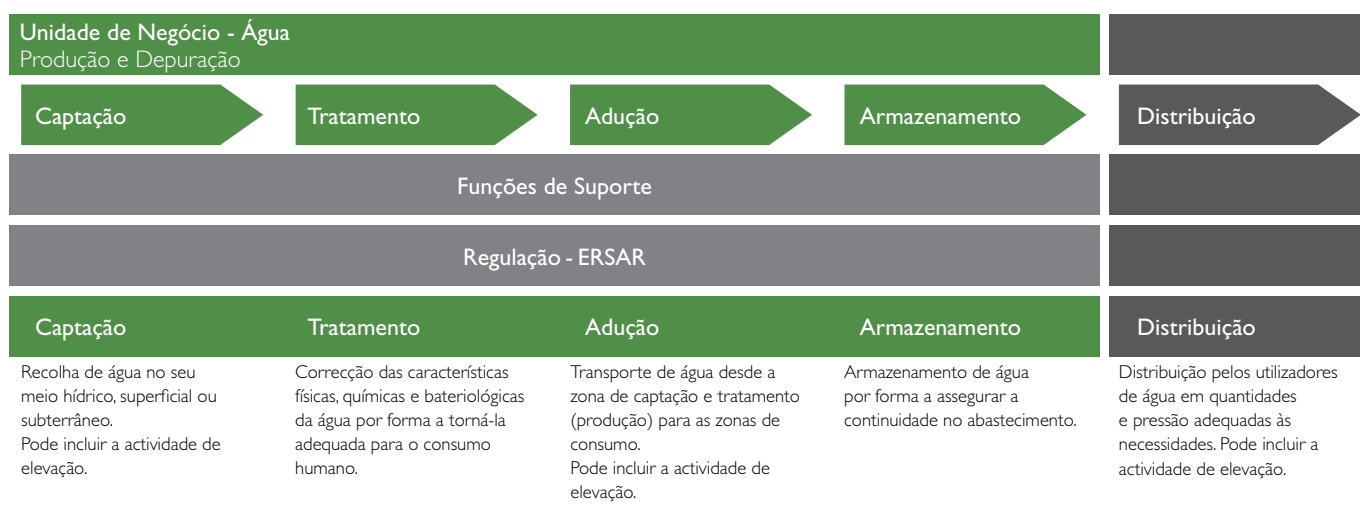 Unidade de Negócio - Água
Produção e Depuração
Captação
Tratamento
Adução
Armazenamento
Distribuição
Funções de Suporte
Regulação - ERSAR
Captação
Tratamento
Adução
Armazenamento
Distribuição
Recolha de água no seu
meio hídrico, superficial ou
subterrâneo.
Pode incluir a actividade de
elevação.
Correcção das características
físicas, químicas e bateriológicas
da água por forma a torná-la
adequada para o consumo
humano.
Transporte de água desde a
zona de captação e tratamento
(produção) para as zonas de
consumo.
Pode incluir a actividade de
elevação.
Armazenamento de água
por forma a assegurar a
continuidade no abastecimento.
Distribuição pelos utilizadores
de água em quantidades
e pressão adequadas às
necessidades. Pode incluir a
actividade de elevação.